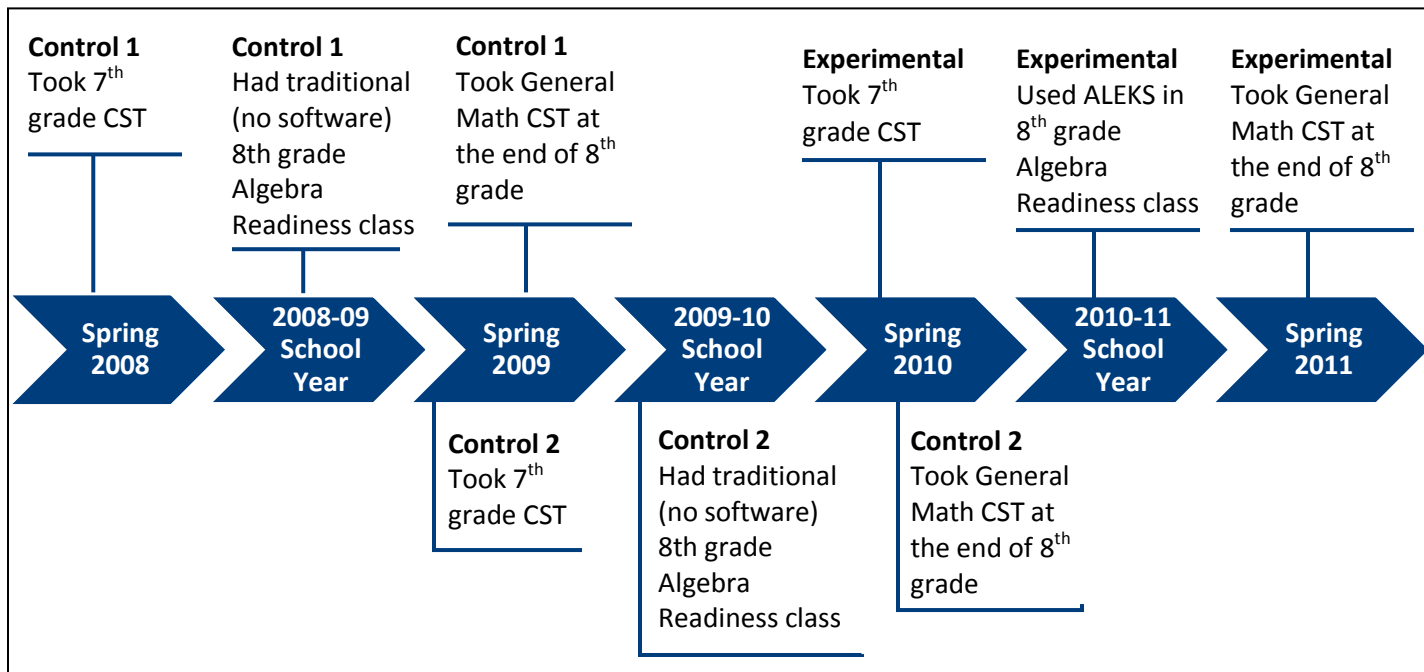 Control 1
Took 7th
grade CST
Control 1
Had traditional
(no software)
8th grade
Algebra
Readiness class
Control 1
Took General
Math CST at
the end of 8th
grade
Experimental
Took 7th
grade CST
Experimental
Used ALEKS in
8th grade
Algebra
Readiness class
Experimental
Took General
Math CST at
the end of 8th
grade
Spring
2008
2008-09
School
Year
Spring
2009
2009-10
School
Year
Spring
2010
2010-11
School
Year
Spring
2011
Control 2
Took 7th
grade CST
Control 2
Had traditional
(no software)
8th grade
Algebra
Readiness class
Control 2
Took General
Math CST at
the end of 8th
grade